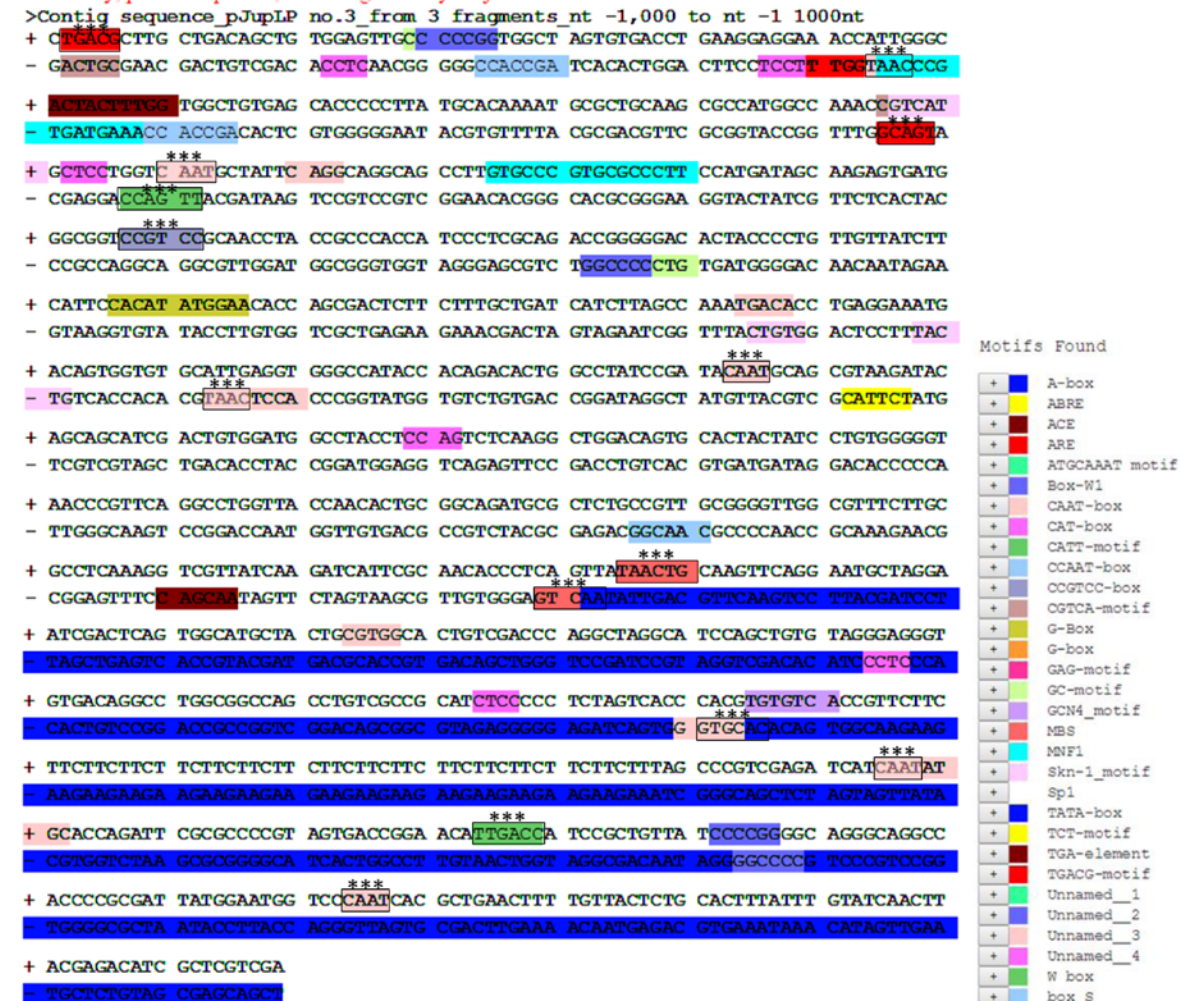 >Contig sequence_pJupLP no.3_from 3 fragments_nt -1,000 to nt -1 1000nt
+ CTGACGCTTG CTGACAGCTG TGGAGTTGCC CCCCGGTGGCT AGTGTGACCT GAAGGAGGAA ACCATTGGGC
- GACTGCGAAC GACTGTCGAC ACCTCAACGG GGGCCACCGA TCACACTGGA CTTCCTCCTT TGGTAACCCG
+ ACTACTTTGG TGGCTGTGAG CACCCCCTTA TGCACAAAAT GCGCTGCAAG CGCCATGGCC AAACCGTCAT
- TGATGAAACC ACCGACACTC GTGGGGGAAT ACGTGTTTTA CGCGACGTTC GCGGTACCGG TTTGGCAGTA
+ GCTCCTGGTC CAATGCTATTC AGGCAGGCAG CCTTGTGCCC GTGCGCCCTT CCATGATAGC AAGAGTGATG
- CGAGGACCAG TTACGATAAG TCCGTCCGTC GGAACACGGG CACGCGGGAA GGTACTATCG TTCTCACTAC
+ GGCGGTCCGT CCGCAACCTA CCGCCCACCA TCCCTCGCAG ACCGGGGGAC ACTACCCCTG TTGTTATCTT
- CCGCCAGGCA GGCGTTGGAT GGCGGGTGGT AGGGAGCGTC TGGCCCCCTG TGATGGGGAC AACAATAGAA
+ CATTCCACAT ATGGAACACC AGCGACTCTT CTTTGCTGAT CATCTTAGCC AAATGACACC TGAGGAAATG
- GTAAGGTGTA TACCTTGTGG TCGCTGAGAA GAAACGACTA GTAGAATCGG TTTACTGTGG ACTCCTTTAC
+ ACAGTGGTGT GCATTGAGGT GGGCCATACC ACAGACACTG GCCTATCCGA TACAATGCAG CGTAAGATAC
- TGTCACCACA CGTAACTCCA CCCGGTATGG TGTCTGTGAC CGGATAGGCT ATGTTACGTC GCATTCTATG
+ AGCAGCATCG ACTGTGGATG GCCTACCTCC AGTCTCAAGG CTGGACAGTG CACTACTATC CTGTGGGGGT
- TCGTCGTAGC TGACACCTAC CGGATGGAGG TCAGAGTTCC GACCTGTCAC GTGATGATAG GACACCCCCA
+ AACCCGTTCA GGCCTGGTTA CCAACACTGC GGCAGATGCG CTCTGCCGTT GCGGGGTTGG CGTTTCTTGC
- TTGGGCAAGT CCGGACCAAT GGTTGTGACG CCGTCTACGC GAGACGGCAA CGCCCCAACC GCAAAGAACG
+ GCCTCAAAGG TCGTTATCAA GATCATTCGC AACACCCTCA GTTATAACTG CAAGTTCAGG AATGCTAGGA
- CGGAGTTTCC AGCAATAGTT CTAGTAAGCG TTGTGGGAGT CAATATTGAC GTTCAAGTCC TTACGATCCT
+ ATCGACTCAG TGGCATGCTA CTGCGTGGCA CTGTCGACCC AGGCTAGGCA TCCAGCTGTG TAGGGAGGGT
- TAGCTGAGTC ACCGTACGAT GACGCACCGT GACAGCTGGG TCCGATCCGT AGGTCGACAC ATCCCTCCCA
+ GTGACAGGCC TGGCGGCCAG CCTGTCGCCG CATCTCCCCC TCTAGTCACC CACGTGTGTC ACCGTTCTTC
- CACTGTCCGG ACCGCCGGTC GGACAGCGGC GTAGAGGGGG AGATCAGTGG GTGCACACAG TGGCAAGAAG
+ TTCTTCTTCT TCTTCTTCTT CTTCTTCTTC TTCTTCTTCT TCTTCTTTAG CCCGTCGAGA TCATCAATAT
- AAGAAGAAGA AGAAGAAGAA GAAGAAGAAG AAGAAGAAGA AGAAGAAATC GGGCAGCTCT AGTAGTTATA
+ GCACCAGATT CGCGCCCCGT AGTGACCGGA ACATTGACCA TCCGCTGTTA TCCCCCGGGC AGGGCAGGCC
- CGTGGTCTAA GCGCGGGGCA TCACTGGCCT TGTAACTGGT AGGCGACAAT AGGGGGCCCCG TCCCGTCCGG
+ ACCCCGCGAT TATGGAATGG TCCCAATCAC GCTGAACTTT TGTTACTCTG CACTTTATTT GTATCAACTT
- TGGGGCGCTA ATACCTTACC AGGGTTAGTG CGACTTGAAA ACAATGAGAC GTGAAATAAA CATAGTTGAA
+ ACGAGACATC GCTCGTCGA
- TGCTCTGTAG CGAGCAGCT
Motifs Found
+ A-box
+ ABRE
+ ACE
+ ARE
+ ATGCAAAT motif
+ Box-W1
+ CAAT-box
+ CAT-box
+ CATT-motif
+ CCAAT-box
+ CCGTCC-box
+ CGTCA-motif
+ G-Box
+ G-box
+ GAG-motif
+ GC-motif
+ GCN4_motif
+ MBS
+ MNF1
+ Skn-1_motif
+ Sp1
+ TATA-box
+ TCT-motif
+ TGA-element
+ TGACG-motif
+ Unnamed__1
+ Unnamed__2
+ Unnamed__3
+ Unnamed__4
+ W box
+ box S